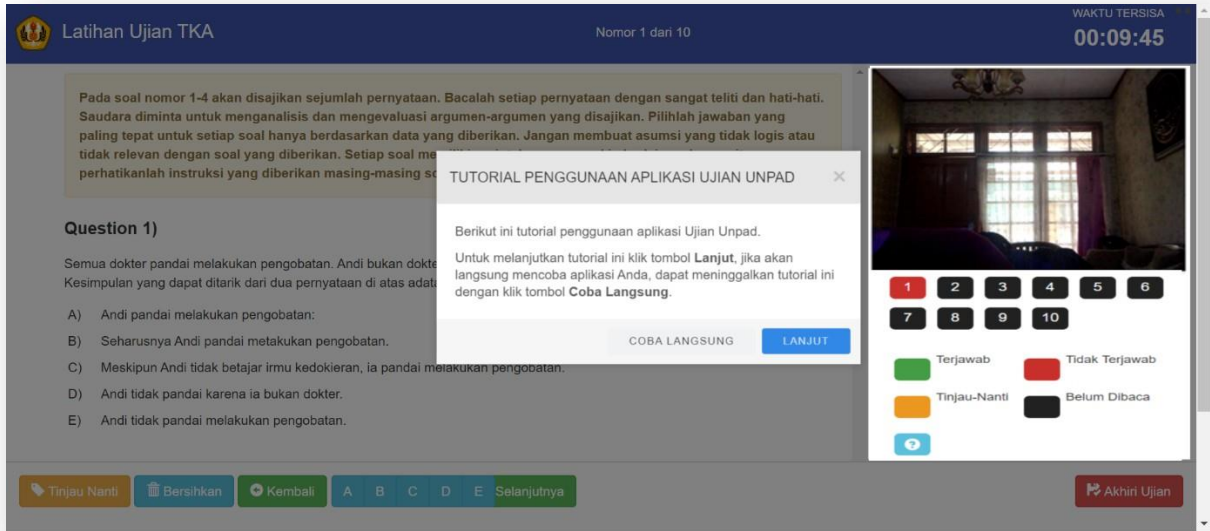 Latihan Ujian TKA
Nomor 1 dari 10
WAKTU TERSISA
00:09:45
Pada soal nomor 1-4 akan disajikan sejumlah pernyataan. Bacalah setiap pernyataan dengan sangat teliti dan hati-hati.
Saudara diminta untuk menganalisis dan mengevaluasi argumen-argumen yang disajikan. Pilihlah jawaban yang
paling tepat untuk setiap soal hanya berdasarkan data yang diberikan. Jangan membuat asumsi yang tidak logis atau
tidak relevan dengan soal yang diberikan. Setiap soal
perhatikanlah instruksi yang diberikan masing-masing
Question 1)
Semua dokter pandai melakukan pengobatan. Andi bukan
Kesimpulan yang dapat ditarik dari dua pernyataan di atas
A) Andi pandai melakukan pengobatan:
B) Seharusnya Andi pandai metakukan pengobatan.
C) Meskipun Andi tidak betajar irmu kedokieran, ia pandai melakukan pengobatan.
D) Andi tidak pandai karena ia bukan dokter.
E) Andi tidak pandai melakukan pengobatan.
TUTORIAL PENGGUNAAN APLIKASI UJIAN UNPAD ×
Berikut ini tutorial penggunaan aplikasi Ujian Unpad.
Untuk melanjutkan tutorial ini klik tombol Lanjut, jika akan
langsung mencoba aplikasi Anda, dapat meninggalkan tutorial ini
dengan klik tombol Coba Langsung.
COBA LANGSUNG LANJUT
1 2 3 4 5 6
7 8 9 10
Terjawab Tidak Terjawab
Tinjau-Nanti Belum Dibaca
?
Tinjau Nanti Bersihkan Kembali A B C D E Selanjutnya Akhiri Ujian